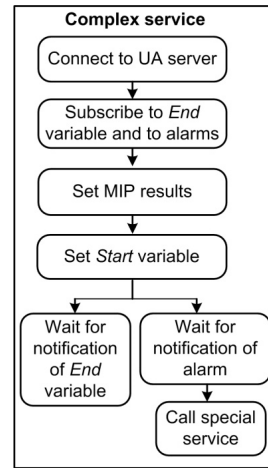 Complex service
Connect to UA server
Subscribe to End
variable and to alarms
Set MIP results
Set Start variable
Wait for
notification
of End
variable
Wait for
notification of
alarm
Call special
service